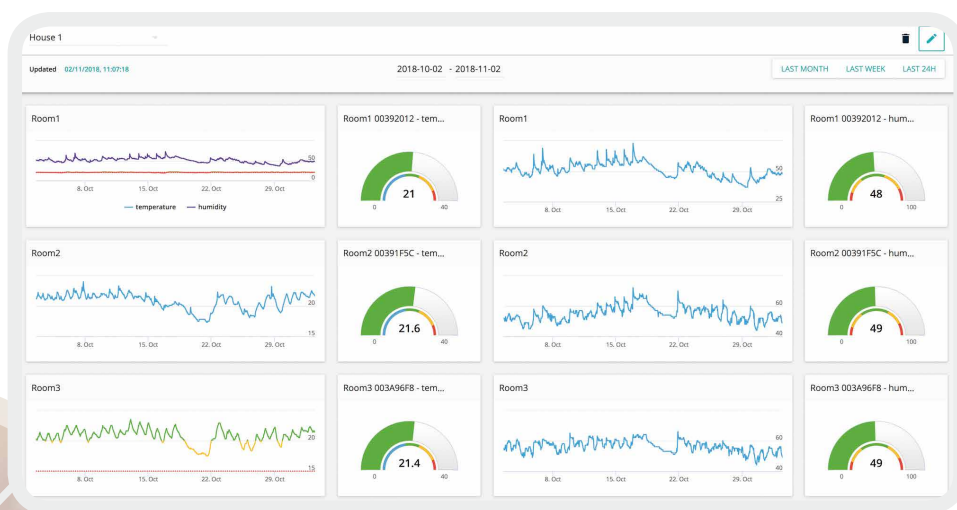 House 1
Updated 02/11/2018, 11:07:18
2018-10-02 - 2018-11-02
LAST MONTH LAST WEEK LAST 24H
Room1
50
0
8. Oct 15. Oct 22. Oct 29. Oct
temperature humidity
Room1 00392012 - tem...
21
0 40
Room1
50
25
8. Oct 15. Oct 22. Oct 29. Oct
Room1 00392012 - hum...
48
0 100
Room2
20
15
8. Oct 15. Oct 22. Oct 29. Oct
Room2 00391F5C - tem...
21.6
0 40
Room2
60
40
8. Oct 15. Oct 22. Oct 29. Oct
Room2 00391F5C - hum...
49
0 100
Room3
20
15
8. Oct 15. Oct 22. Oct 29. Oct
Room3 003A96F8 - tem...
21.4
0 40
Room3
60
40
8. Oct 15. Oct 22. Oct 29. Oct
Room3 003A96F8 - hum...
49
0 100